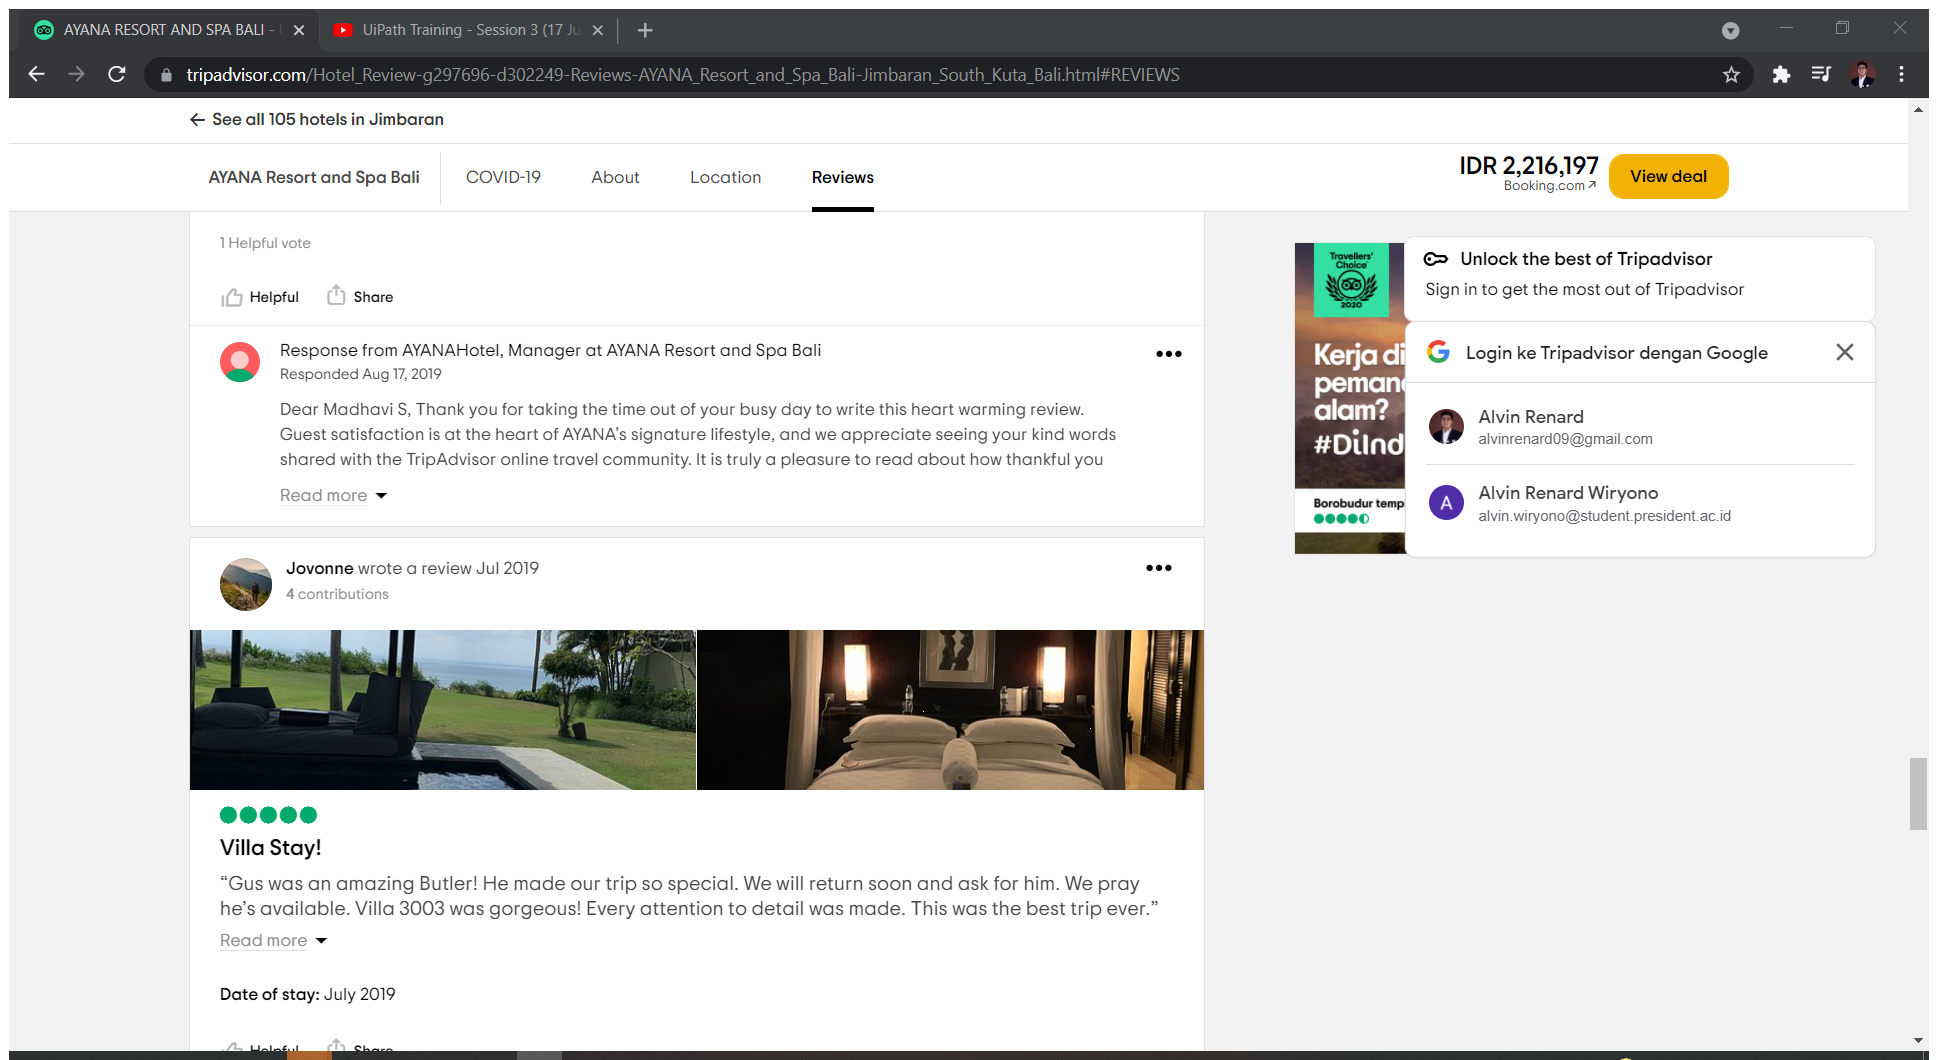 AYANA RESORT AND SPA BALI -
UiPath Training - Session 3 (17 Ju
tripadvisor.com/Hotel_Review-g297696-d302249-Reviews-AYANA_Resort_and_Spa_Bali-Jimbaran_South_Kuta_Bali.html#REVIEWS
See all 105 hotels in Jimbaran
AYANA Resort and Spa Bali
COVID-19
About
Location
Reviews
IDR 2,216,197
Booking.com
View deal
1 Helpful vote
Helpful
Share
Response from AYANAHotel, Manager at AYANA Resort and Spa Bali
Responded Aug 17, 2019
Dear Madhavi S, Thank you for taking the time out of your busy day to write this heart warming review.
Guest satisfaction is at the heart of AYANA’s signature lifestyle, and we appreciate seeing your kind words
shared with the TripAdvisor online travel community. It is truly a pleasure to read about how thankful you
Read more
Jovonne wrote a review Jul 2019
4 contributions
Villa Stay!
“Gus was an amazing Butler! He made our trip so special. We will return soon and ask for him. We pray
he’s available. Villa 3003 was gorgeous! Every attention to detail was made. This was the best trip ever.”
Read more
Date of stay: July 2019
Helpful
Share
Travellers’
Choice
2020
Kerja di
peman
alam?
#DiInd
Borobudur temp
Unlock the best of Tripadvisor
Sign in to get the most out of Tripadvisor
Login ke Tripadvisor dengan Google
Alvin Renard
alvinrenard09@gmail.com
A
Alvin Renard Wiryono
alvin.wiryono@student.president.ac.id